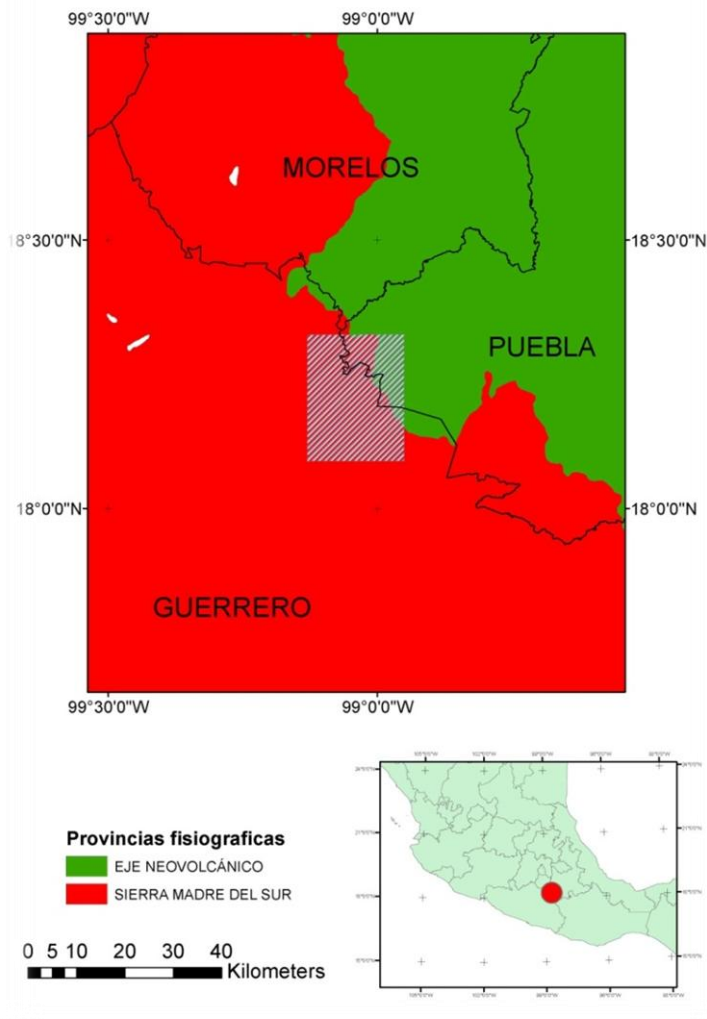 99°30'0"W 99°0'0"W
MORELOS
18°30'0"N 18°30'0"N
PUEBLA
18°0'0"N 18°0'0"N
GUERRERO
99°30'0"W 99°0'0"W
Provincias fisiograficas
EJE NEOVOLCÁNICO
SIERRA MADRE DEL SUR
0 5 10 20 30 40
Kilometers